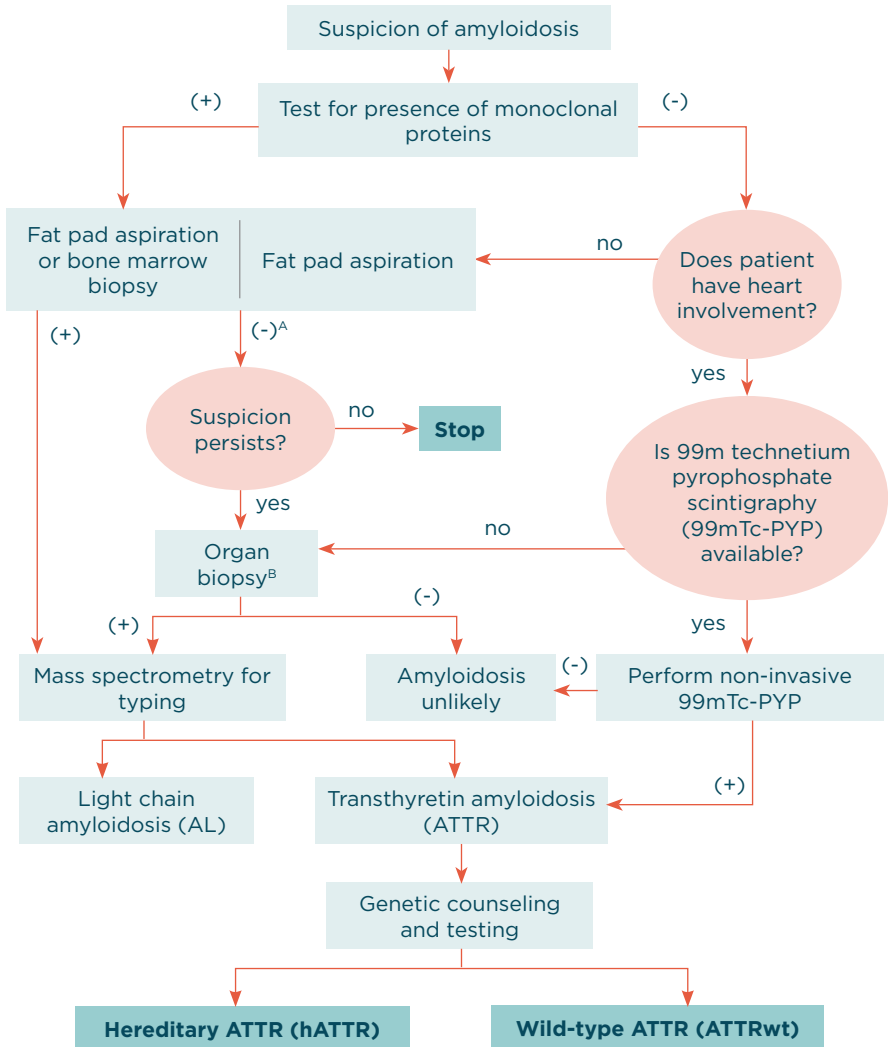 Suspicion of amyloidosis
(+)
Test for presence of monoclonal
proteins
(-)
Fat pad aspiration
or bone marrow
biopsy
Fat pad aspiration
no
Does patient
have heart
involvement?
(+)
(-)ᴬ
yes
Suspicion
persists?
no
Stop
Is 99m technetium
pyrophosphate
scintigraphy
(99mTc-PYP)
available?
yes
no
Organ
biopsyᴮ
(+)
(-)
yes
Mass spectrometry for
typing
Amyloidosis
unlikely
(-)
Perform non-invasive
99mTc-PYP
(+)
Light chain
amyloidosis (AL)
Transthyretin amyloidosis
(ATTR)
Genetic counseling
and testing
Hereditary ATTR (hATTR)
Wild-type ATTR (ATTRwt)